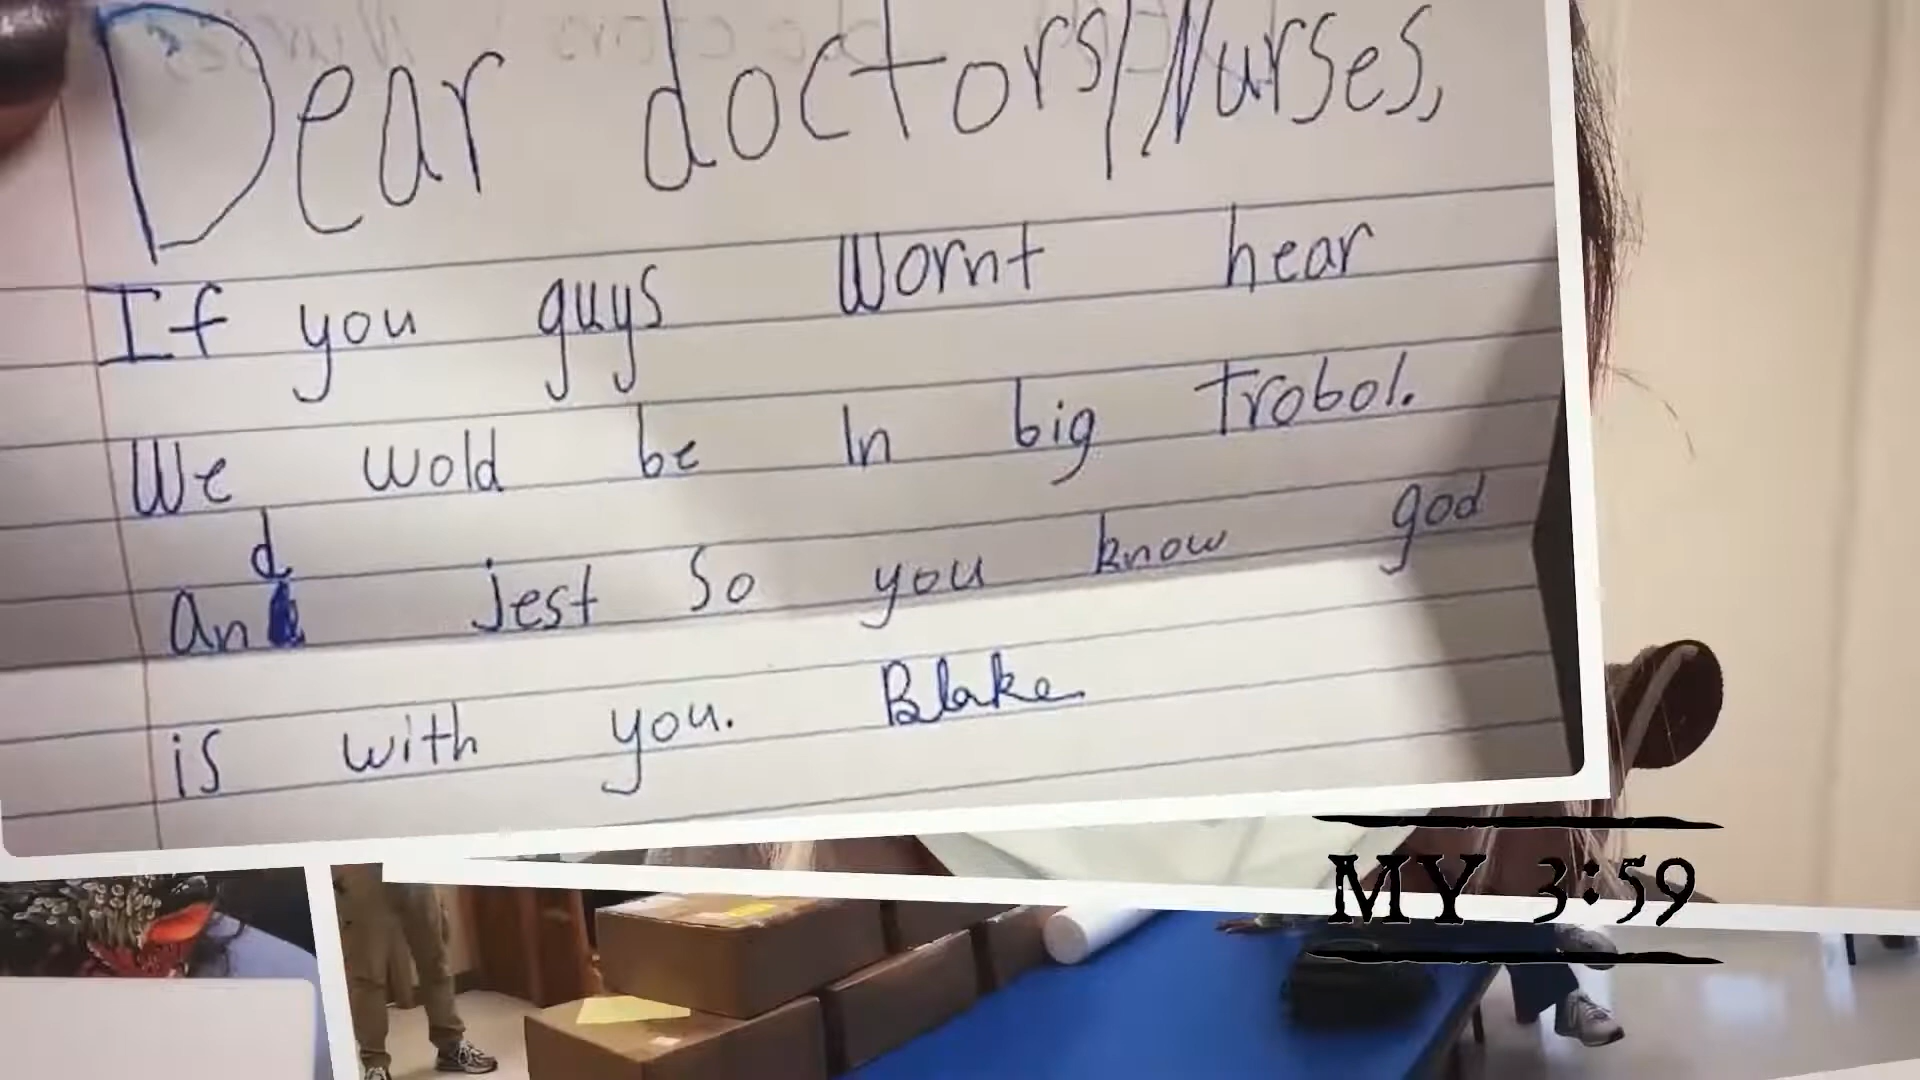 Dear doctors/Nurses,
If you guys Wornt hear
We wold be In big trobol.
and jest So you know god
is with you. Blake
MY 3:59